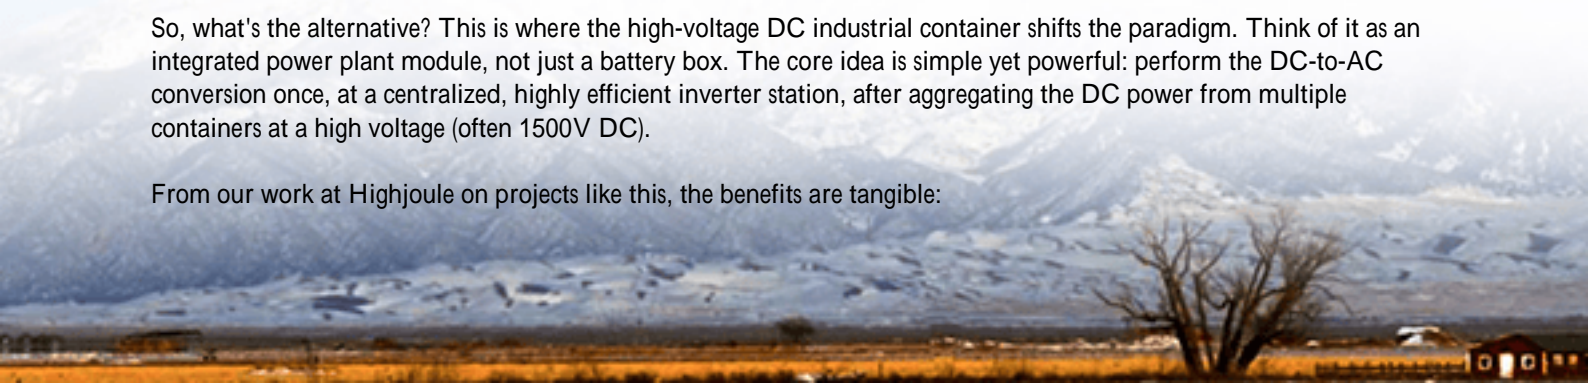 So, what's the alternative? This is where the high-voltage DC industrial container shifts the paradigm. Think of it as an
integrated power plant module, not just a battery box. The core idea is simple yet powerful: perform the DC-to-AC
conversion once, at a centralized, highly efficient inverter station, after aggregating the DC power from multiple
containers at a high voltage (often 1500V DC).
From our work at Highjoule on projects like this, the benefits are tangible: